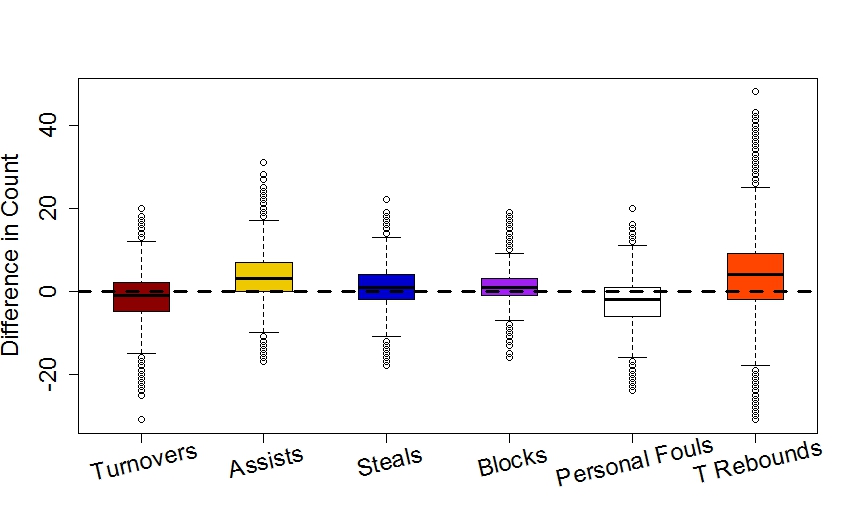 Difference in Count
40
20
0
-20
Turnovers
Assists
Steals
Blocks
Personal Fouls
T Rebounds